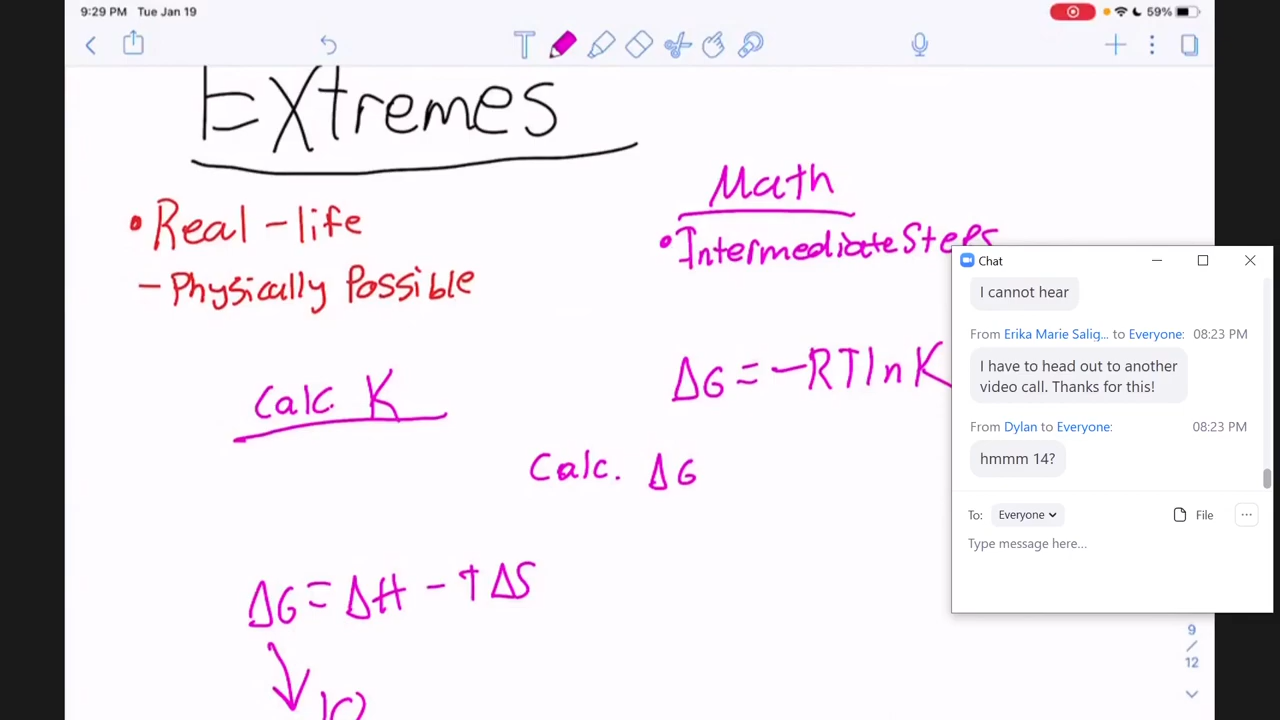 9:29 PM Tue Jan 19
59%
Extremes
• Real-life
- Physically Possible
Math
• Intermediate Steps
Calc. K
ΔG = -RTlnK
Calc. ΔG
ΔG = ΔH - TΔS
Chat
I cannot hear
From Erika Marie Salig... to Everyone: 08:23 PM
I have to head out to another
video call. Thanks for this!
From Dylan to Everyone: 08:23 PM
hmmm 14?
To: Everyone
File
Type message here...
9
/
12